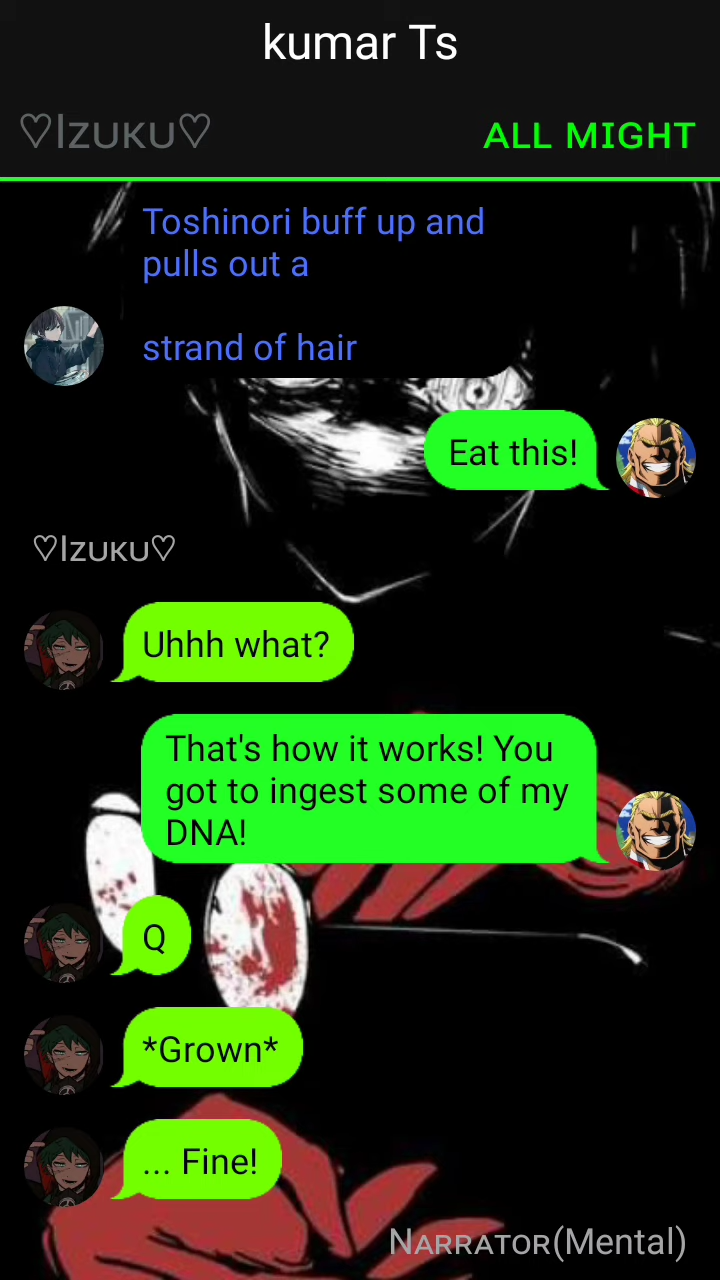 kumar Ts
♡Izuku♡
ALL MIGHT
Toshinori buff up and
pulls out a
strand of hair
Eat this!
♡Izuku♡
Uhhh what?
That's how it works! You
got to ingest some of my
DNA!
Q
*Grown*
... Fine!
Narrator(Mental)